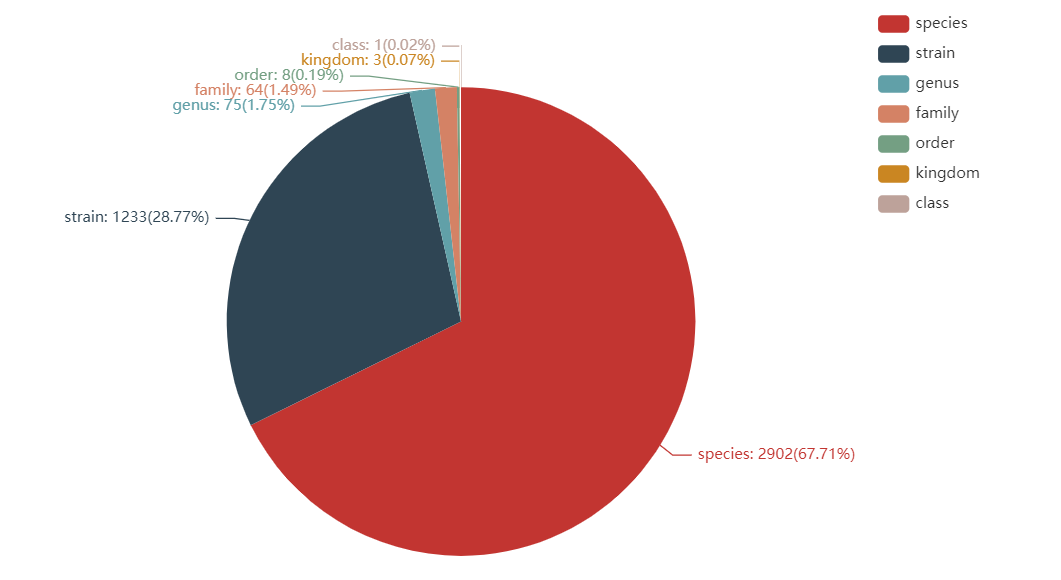 class: 1(0.02%)
kingdom: 3(0.07%)
order: 8(0.19%)
family: 64(1.49%)
genus: 75(1.75%)
strain: 1233(28.77%)
species: 2902(67.71%)
species
strain
genus
family
order
kingdom
class